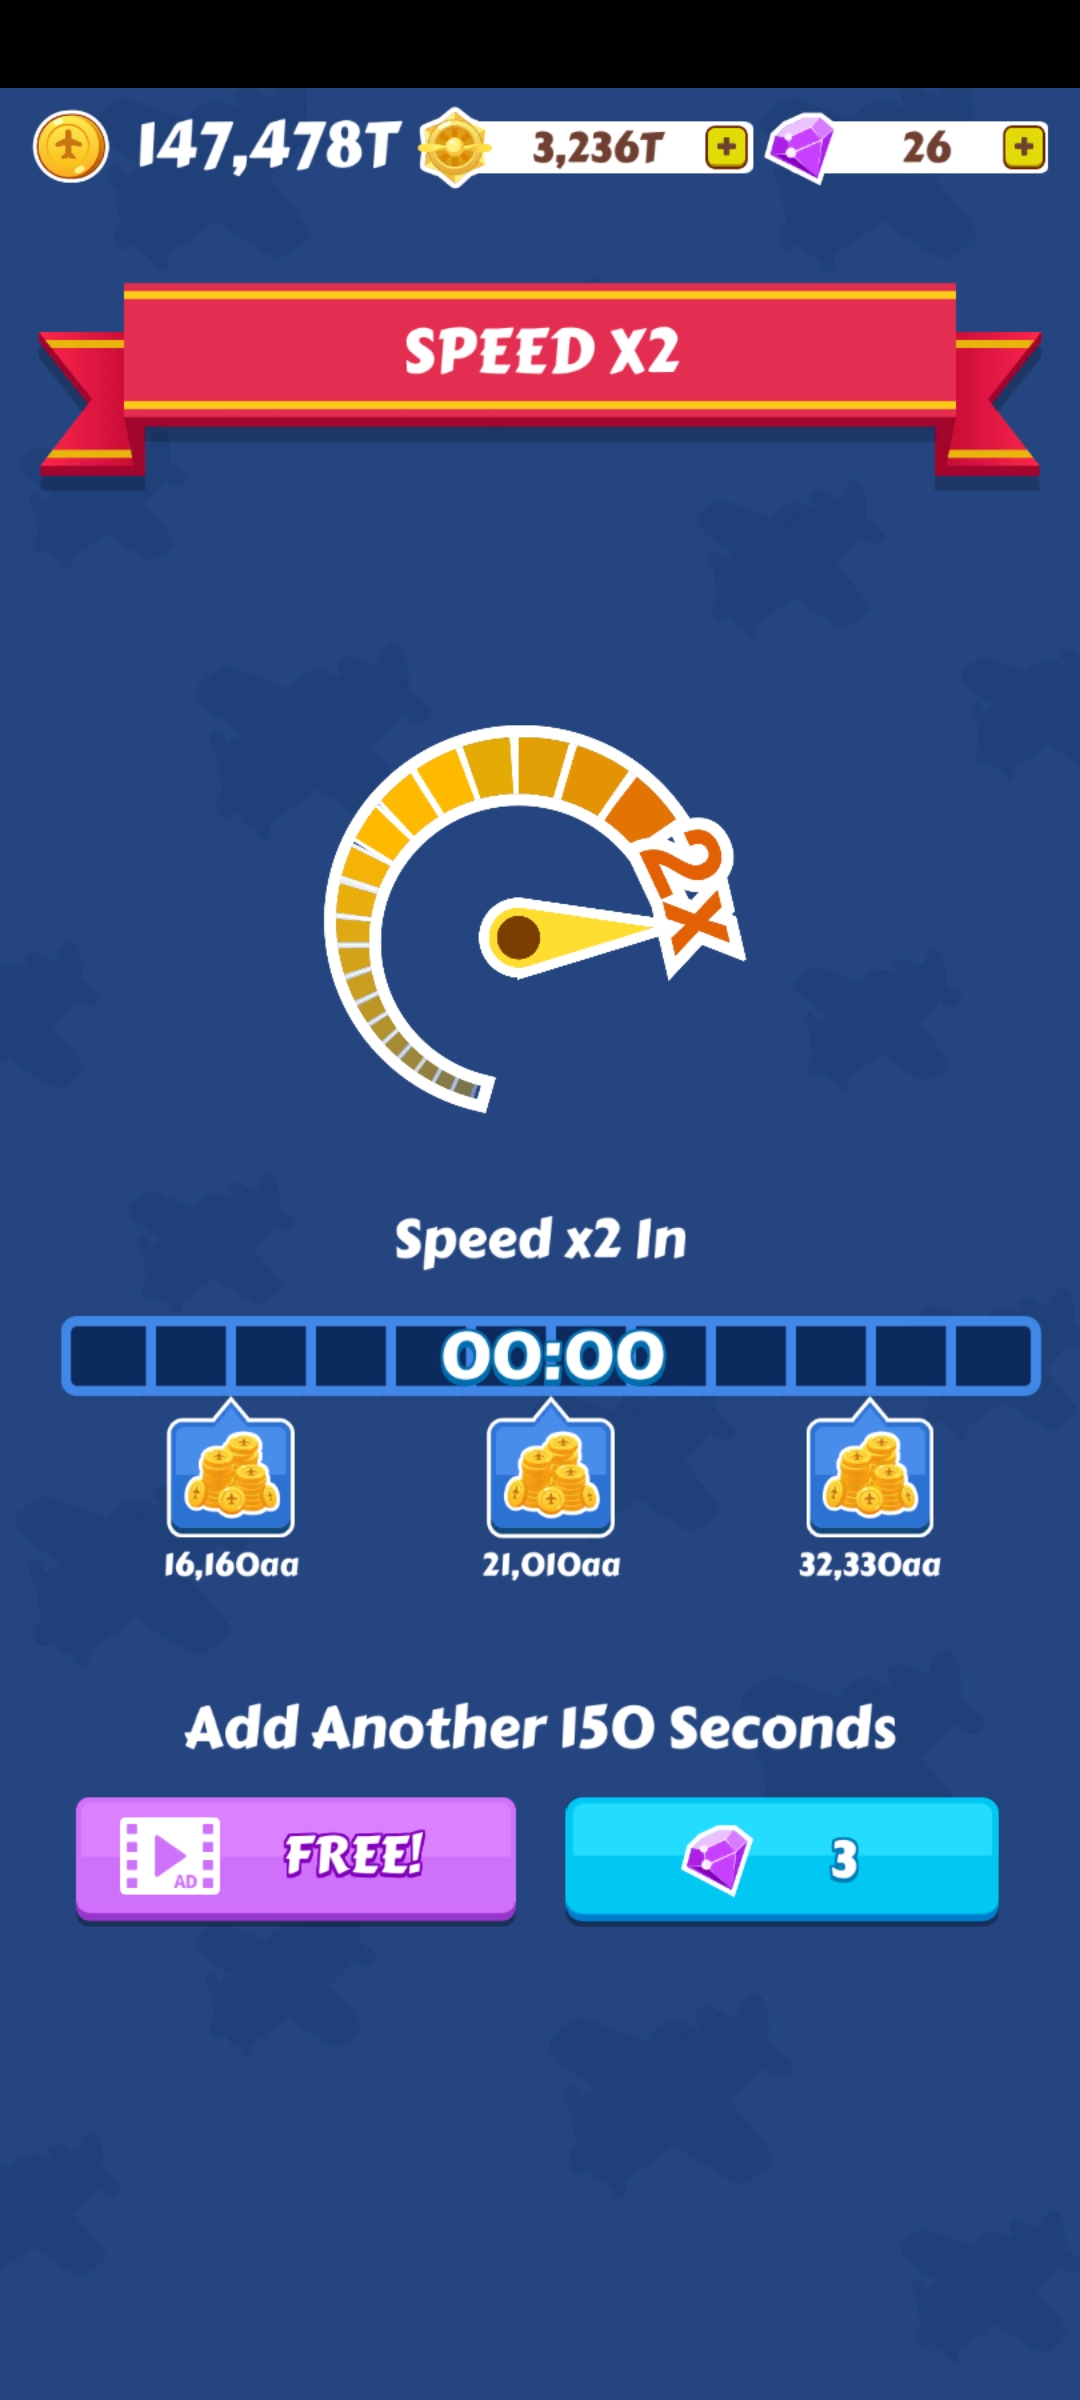 147,478T 3,236T + 26 +
SPEED X2
2x
Speed x2 In
00:00
16,160aa 21,010aa 32,330aa
Add Another 150 Seconds
AD FREE! 3